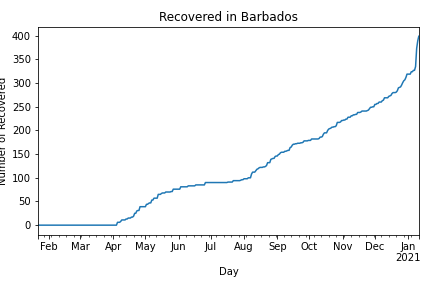 Recovered in Barbados
Number of Recovered
400
350
300
250
200
150
100
50
0
Feb Mar Apr May Jun Jul Aug Sep Oct Nov Dec Jan
2021
Day